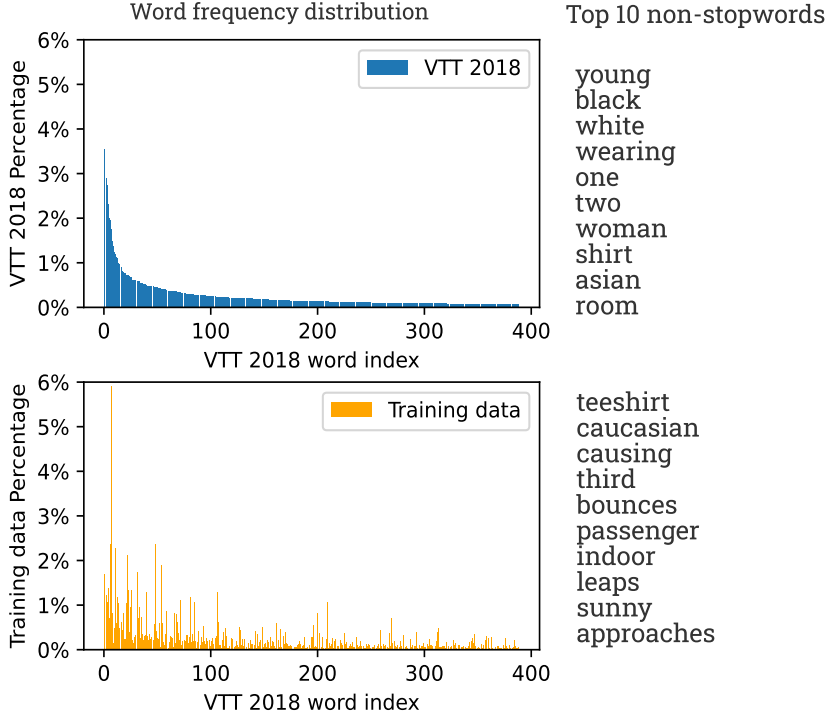 Word frequency distribution
Top 10 non-stopwords
6%
5%
4%
3%
2%
1%
0%
VTT 2018 Percentage
VTT 2018
0 100 200 300 400
VTT 2018 word index
young
black
white
wearing
one
two
woman
shirt
asian
room
6%
5%
4%
3%
2%
1%
0%
Training data Percentage
Training data
0 100 200 300 400
VTT 2018 word index
teeshirt
caucasian
causing
third
bounces
passenger
indoor
leaps
sunny
approaches